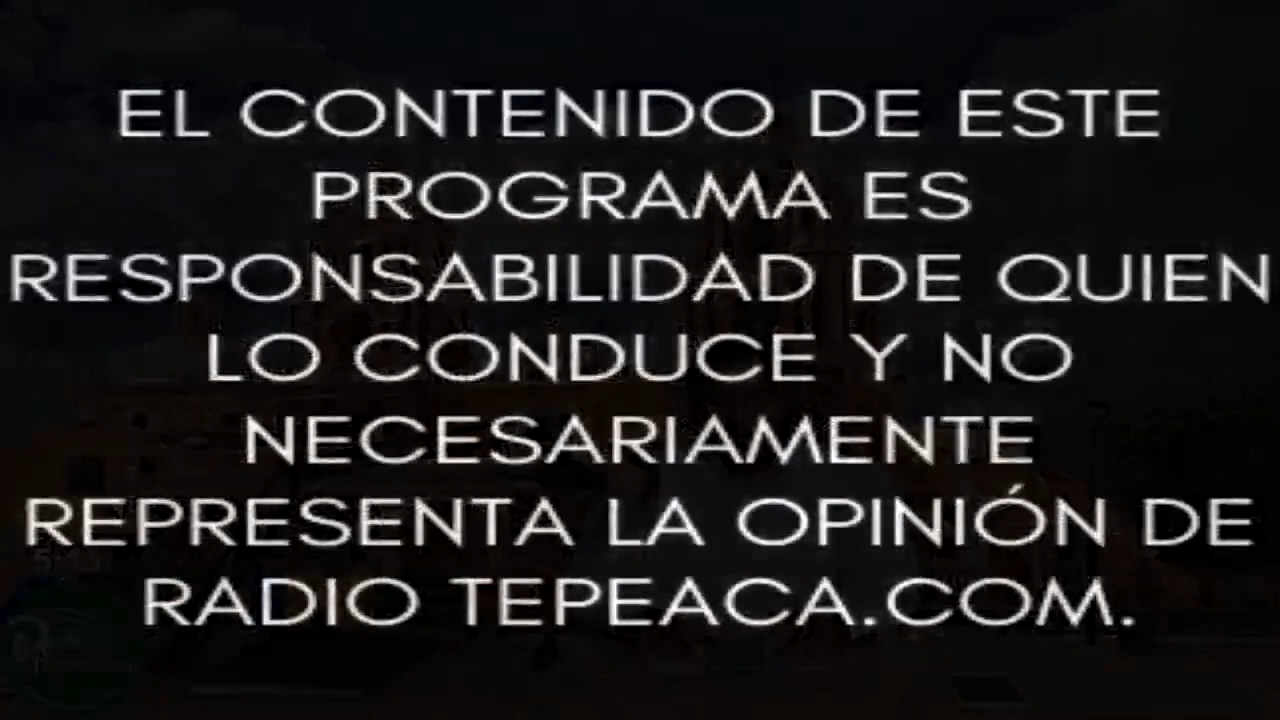 EL CONTENIDO DE ESTE
PROGRAMA ES
RESPONSABILIDAD DE QUIEN
LO CONDUCE Y NO
NECESARIAMENTE
REPRESENTA LA OPINIÓN DE
RADIO TEPEACA.COM.